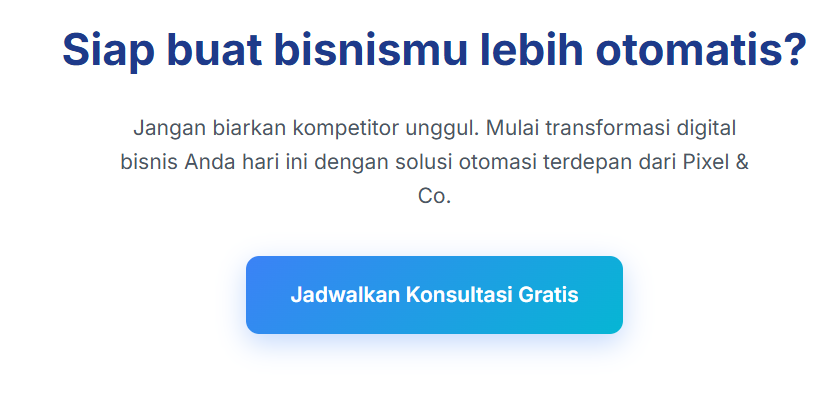 Siap buat bisnismu lebih otomatis?
Jangan biarkan kompetitor unggul. Mulai transformasi digital
bisnis Anda hari ini dengan solusi otomasi terdepan dari Pixel &
Co.
Jadwalkan Konsultasi Gratis